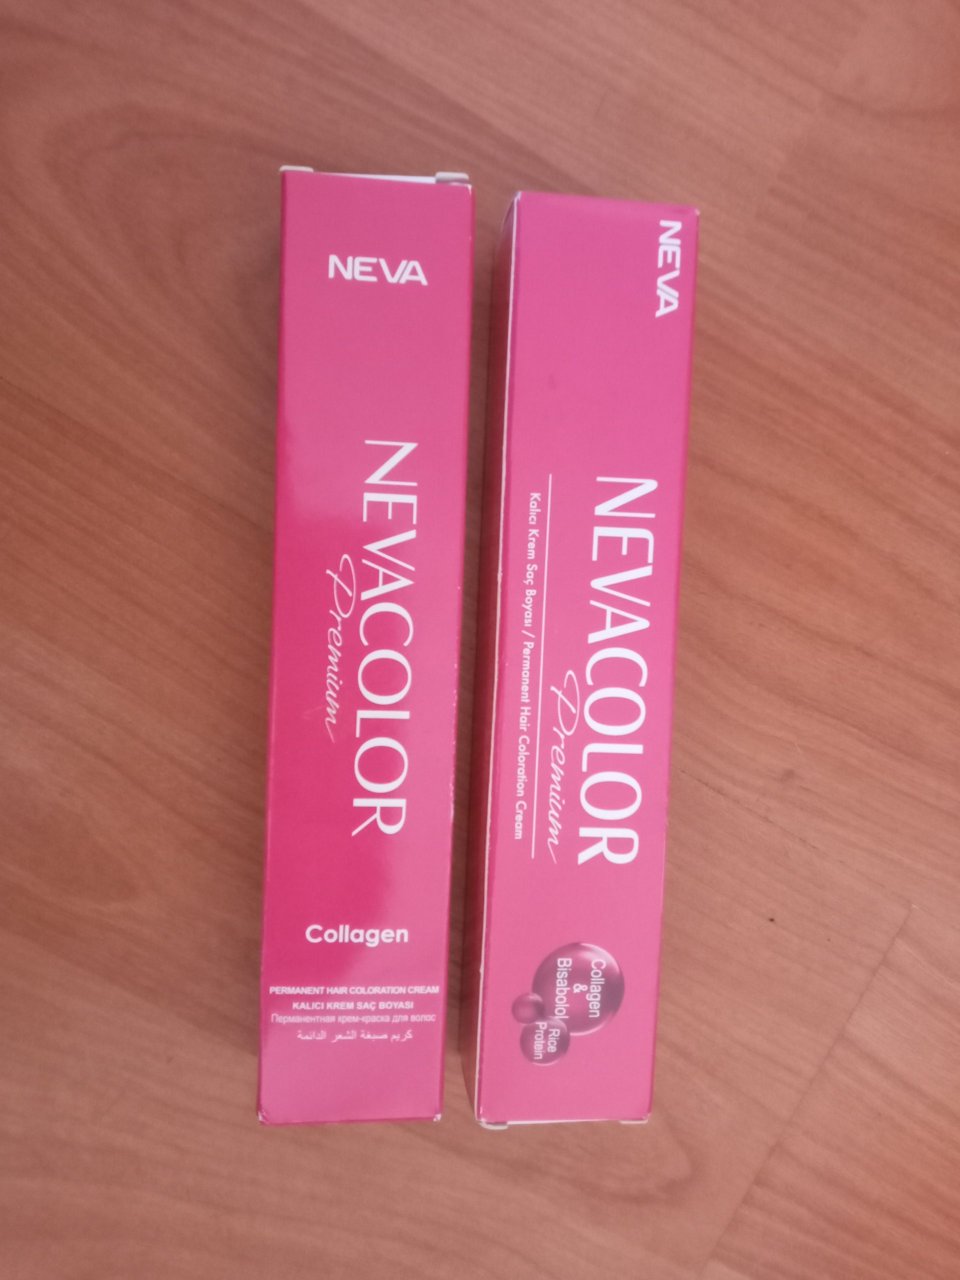 NEVA
NEVACOLOR
Premium
Collagen
PERMANENT HAIR COLORATION CREAM
KALICI KREM SAÇ BOYASI
Перманентная крем-краска для волос
كريم صبغة الشعر الدائمة
NEVA
NEVACOLOR
Premium
Kalıcı Krem Saç Boyası / Permanent Hair Coloration Cream
Collagen
&
Bisabolol
Rice
Protein